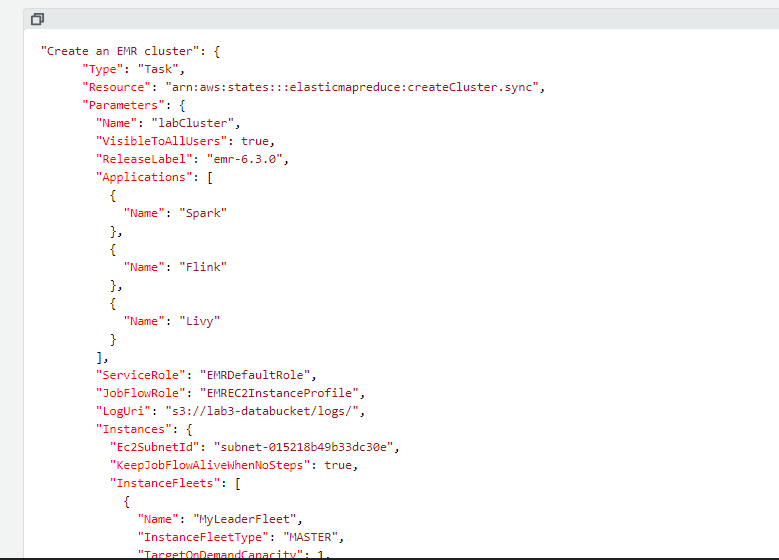 "Create an EMR cluster": {
"Type": "Task",
"Resource": "arn:aws:states:::elasticmapreduce:createCluster.sync",
"Parameters": {
"Name": "labCluster",
"VisibleToAllUsers": true,
"ReleaseLabel": "emr-6.3.0",
"Applications": [
{
"Name": "Spark"
},
{
"Name": "Flink"
},
{
"Name": "Livy"
}
],
"ServiceRole": "EMRDefaultRole",
"JobFlowRole": "EMREC2InstanceProfile",
"LogUri": "s3://lab3-databucket/logs/",
"Instances": {
"Ec2SubnetId": "subnet-015218b49b33dc30e",
"KeepJobFlowAliveWhenNoSteps": true,
"InstanceFleets": [
{
"Name": "MyLeaderFleet",
"InstanceFleetType": "MASTER",
"TargetOnDemandCapacity": 1,